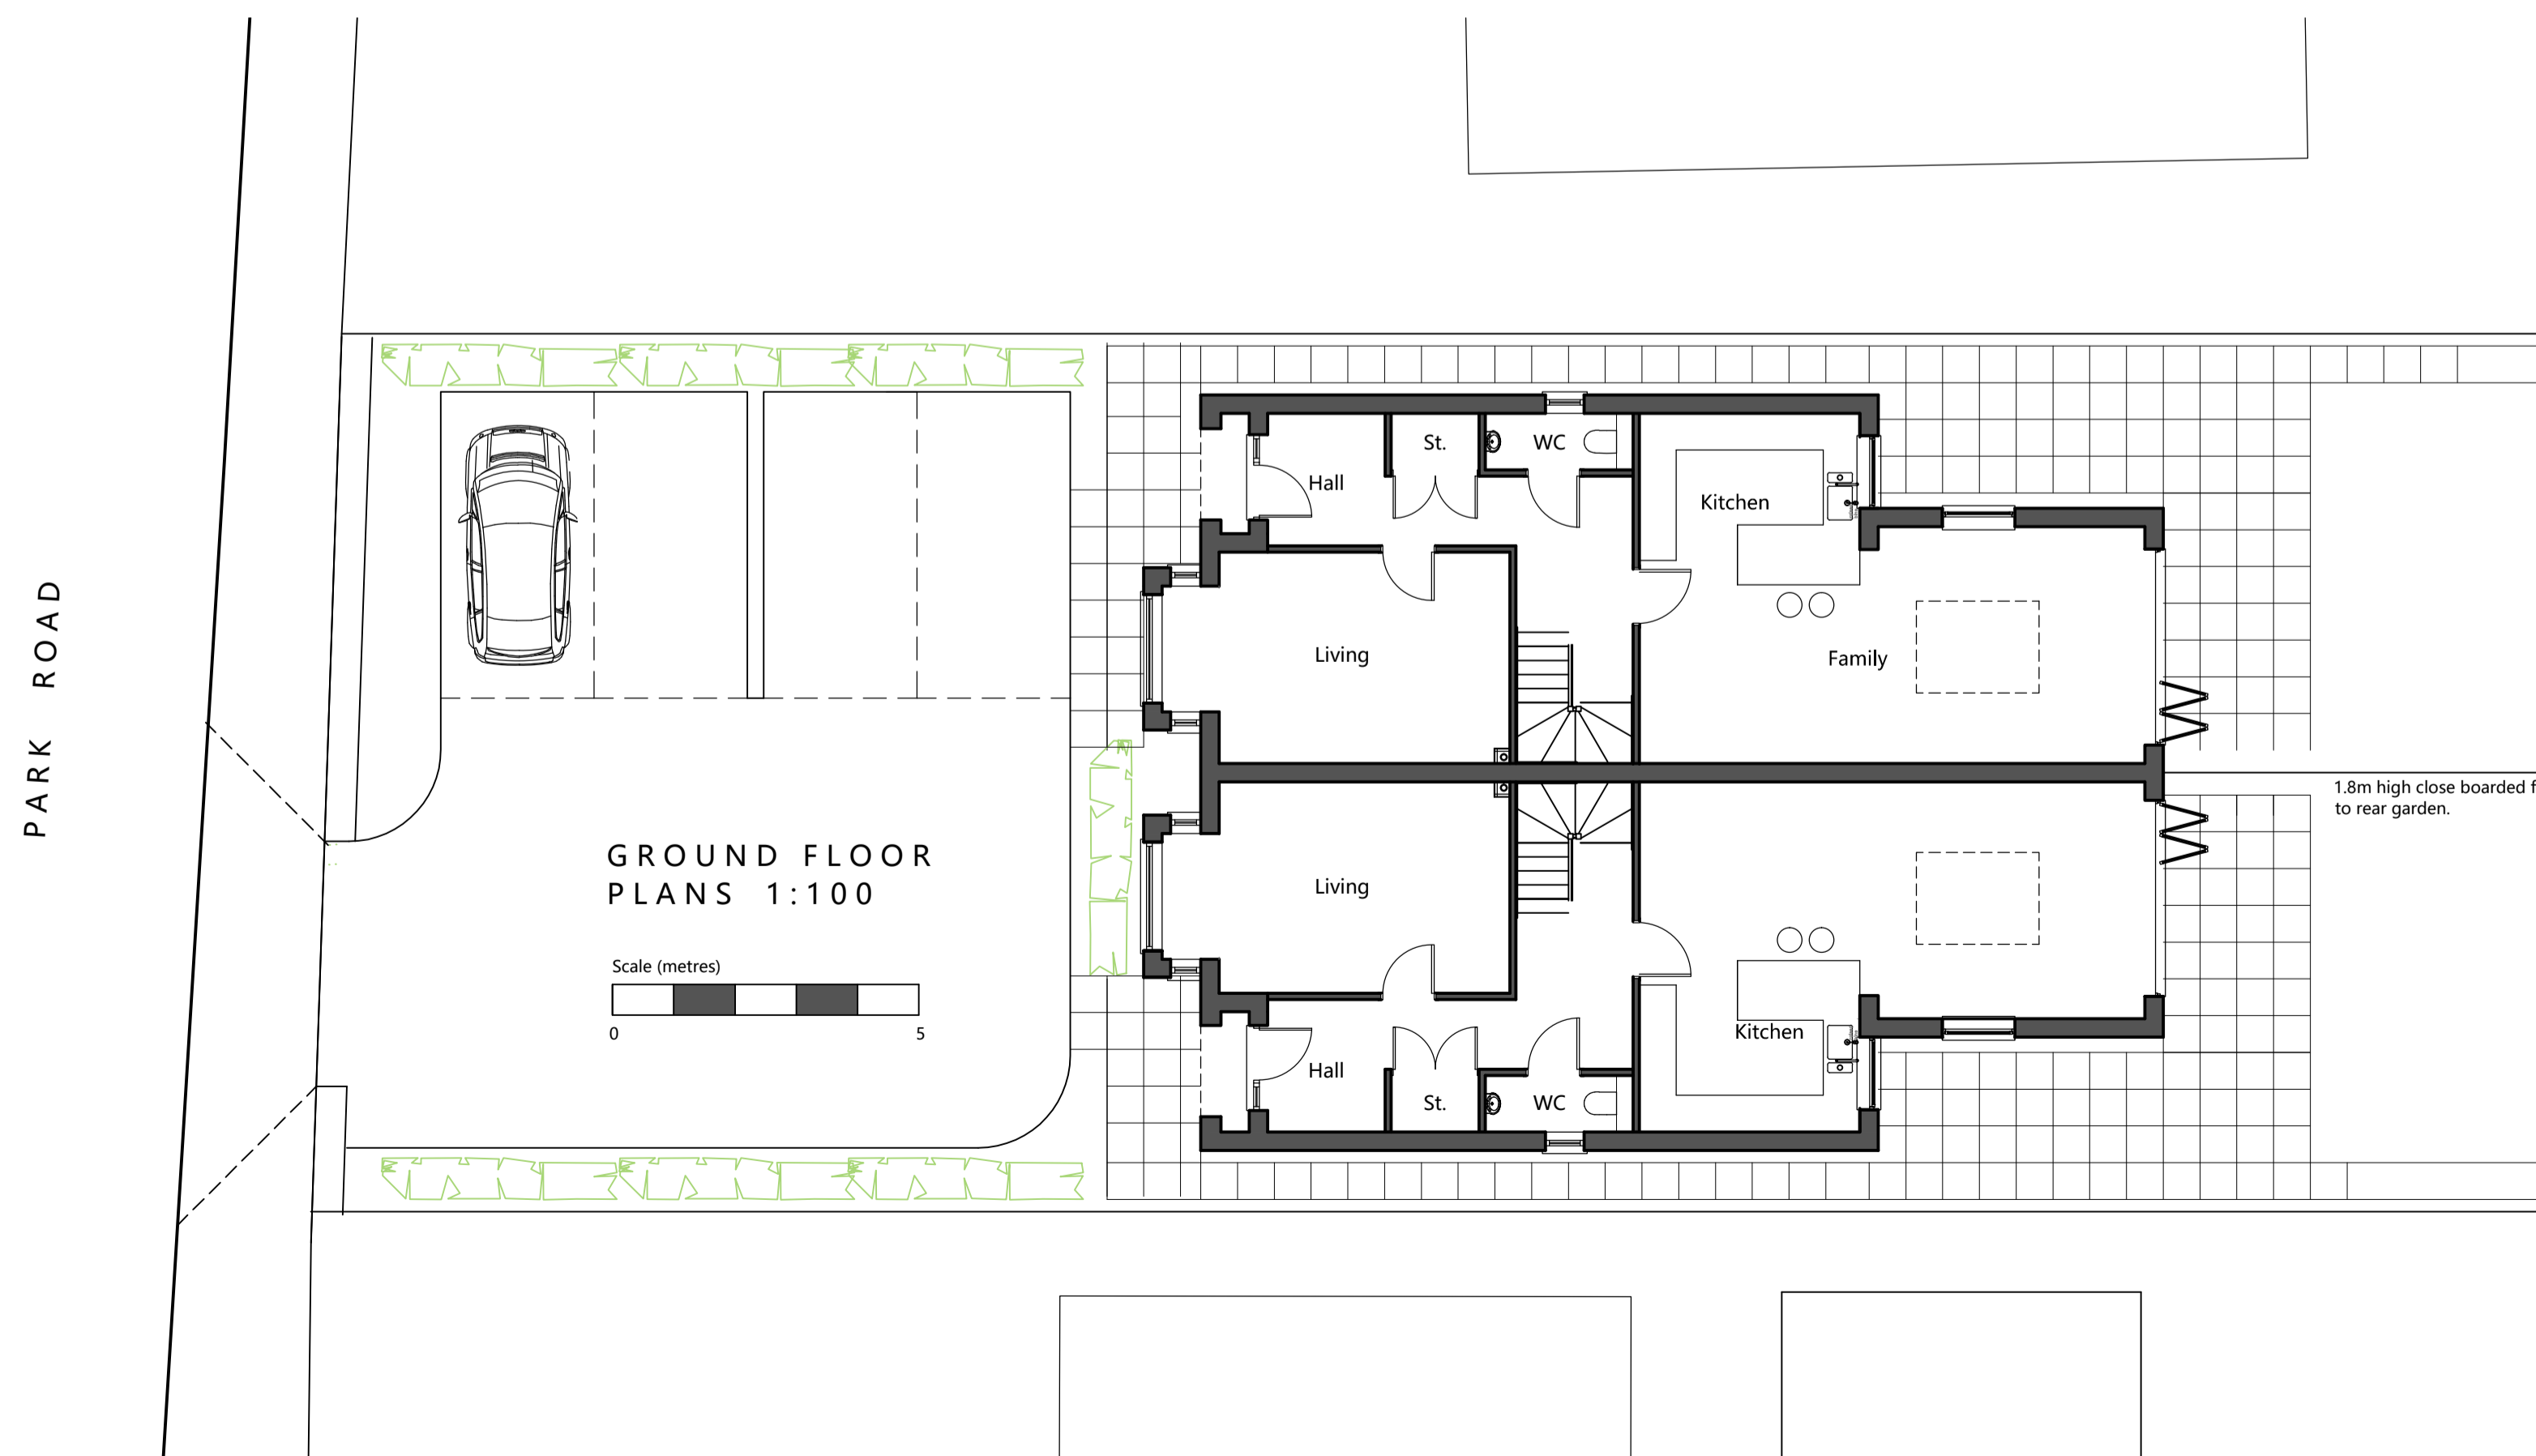 PARK ROAD
GROUND FLOOR
PLANS 1:100
Scale (metres)
0 5
Hall
St.
WC
Kitchen
Living
Family
1.8m high close boarded f
to rear garden.
Living
Kitchen
Hall
St.
WC